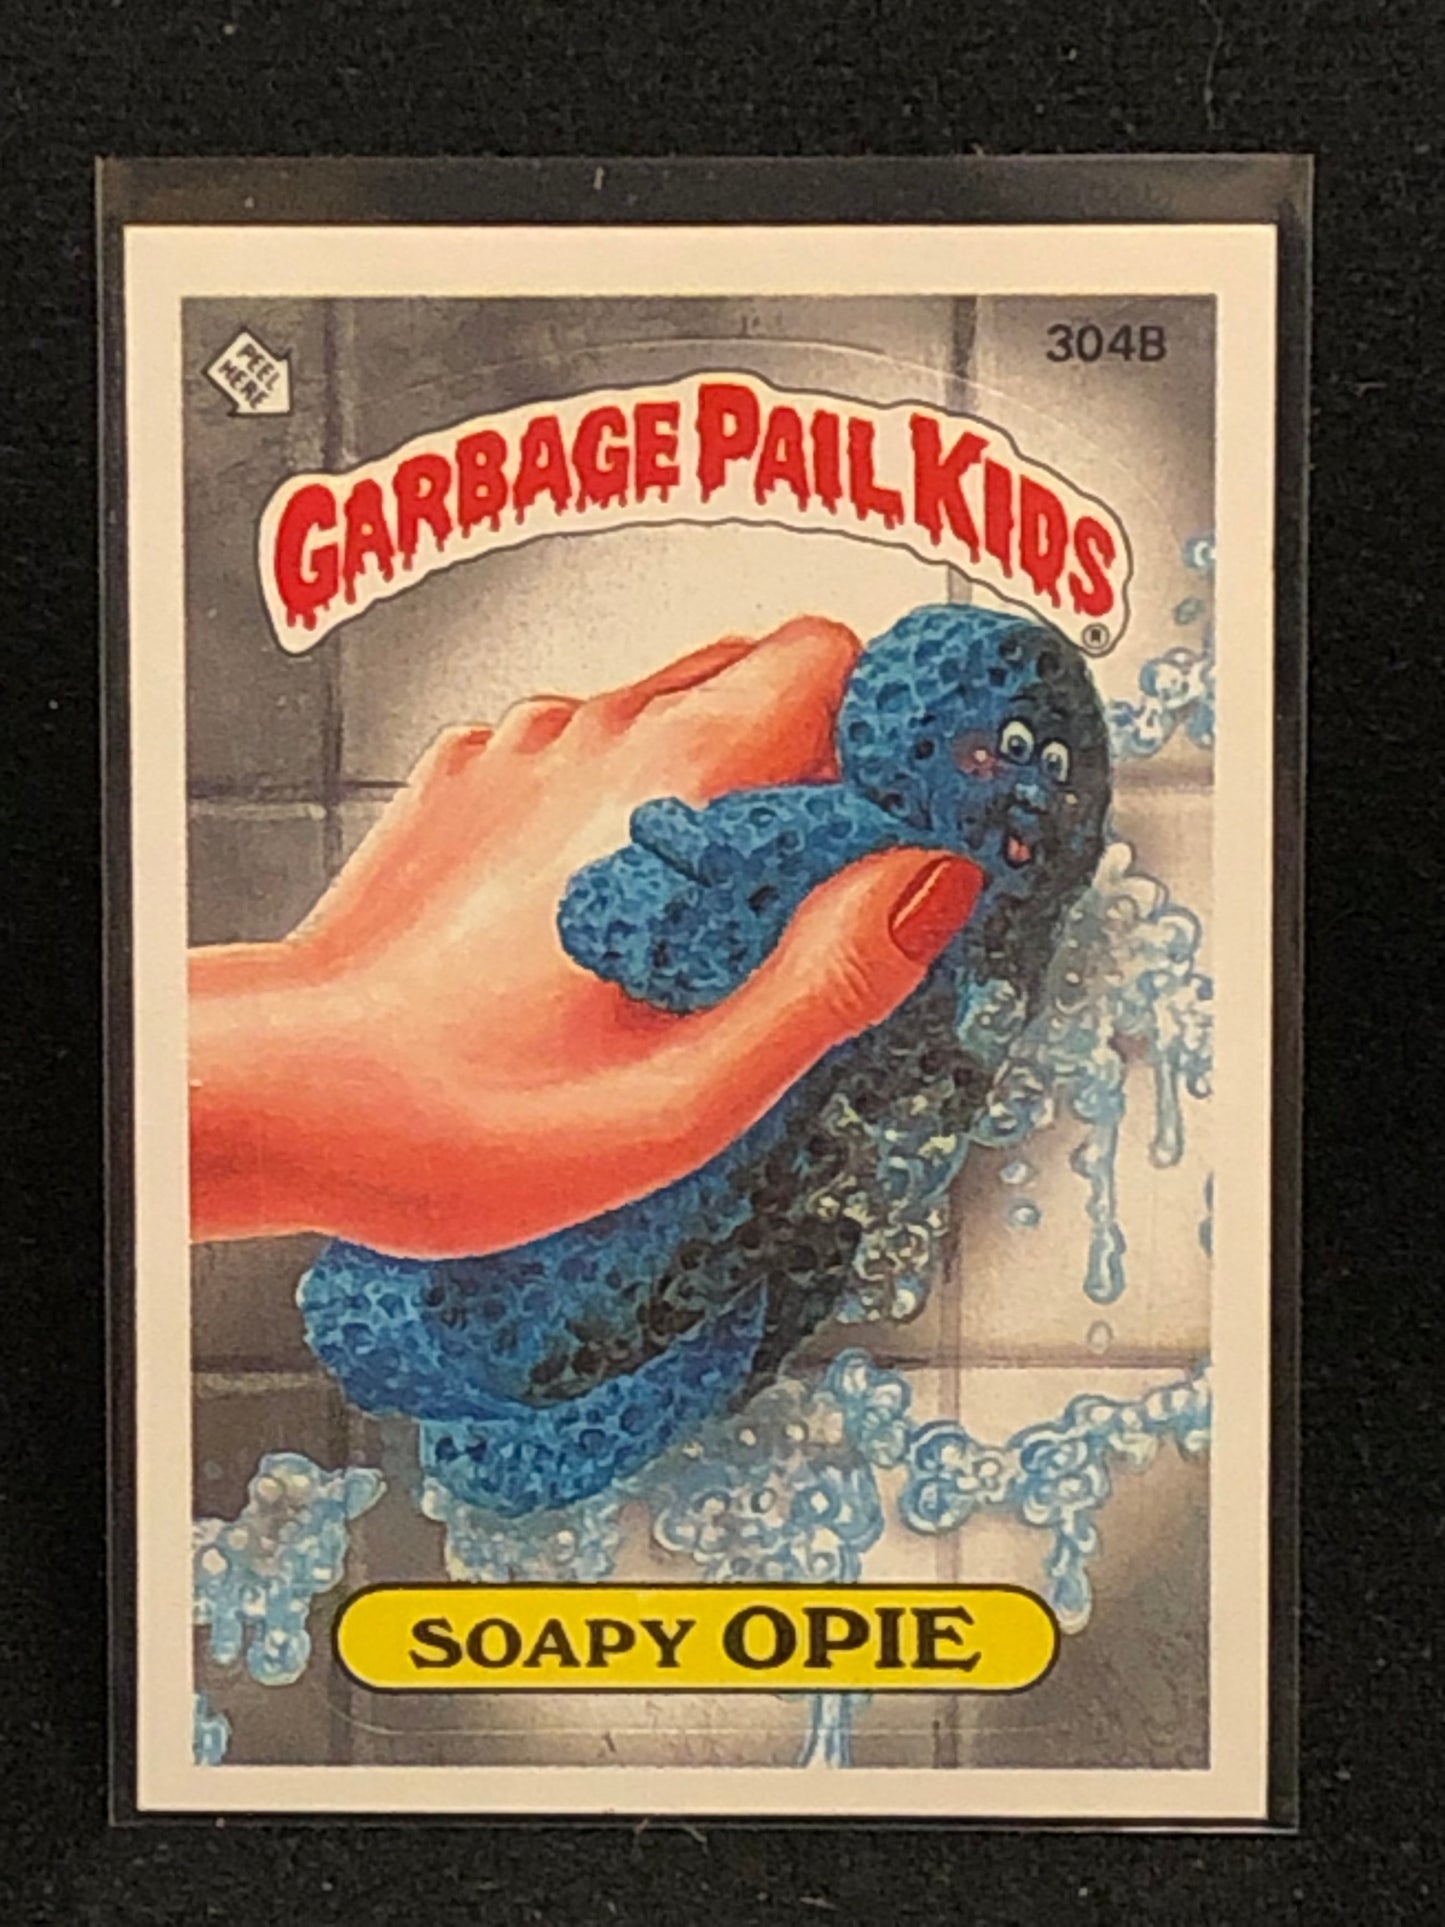 PEEL
HERE
304B
GARBAGE PAIL KIDS
®
SOAPY OPIE